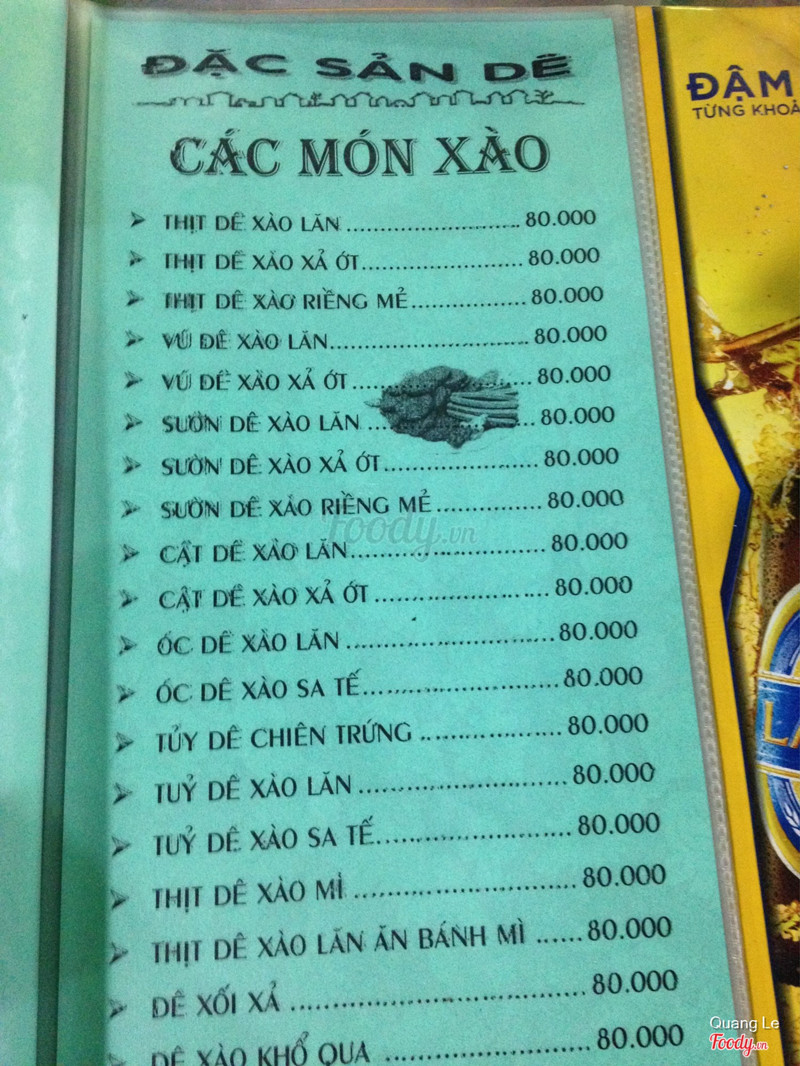 ĐẶC SẢN DÊ
CÁC MÓN XÀO
➢ THỊT DÊ XÀO LĂN ........................ 80.000
➢ THỊT DÊ XÀO XẢ ỚT ........................ 80.000
➢ THỊT DÊ XÀO RIỀNG MẺ ................ 80.000
➢ VÚ DÊ XÀO LĂN ........................ 80.000
➢ VÚ DÊ XÀO XẢ ỚT ........................ 80.000
➢ SƯỜN DÊ XÀO LĂN ........................ 80.000
➢ SƯỜN DÊ XÀO XẢ ỚT ..................... 80.000
➢ SƯỜN DÊ XÀO RIỀNG MẺ ............... 80.000
➢ CẬT DÊ XÀO LĂN ........................ 80.000
➢ CẬT DÊ XÀO XẢ ỚT ........................ 80.000
➢ ÓC DÊ XÀO LĂN ........................ 80.000
➢ ÓC DÊ XÀO SA TẾ ........................ 80.000
➢ TỦY DÊ CHIÊN TRỨNG .................. 80.000
➢ TUỶ DÊ XÀO LĂN ........................ 80.000
➢ TUỶ DÊ XÀO SA TẾ ........................ 80.000
➢ THỊT DÊ XÀO MÌ ........................ 80.000
➢ THỊT DÊ XÀO LĂN ĂN BÁNH MÌ ...... 80.000
➢ DÊ XỐI XẢ ........................ 80.000
DÊ XÀO KHỔ QUA ........................ 80.000
Foody.vn
ĐẬM
TỪNG KHOẢ
LA
Quang Le
Foody.vn